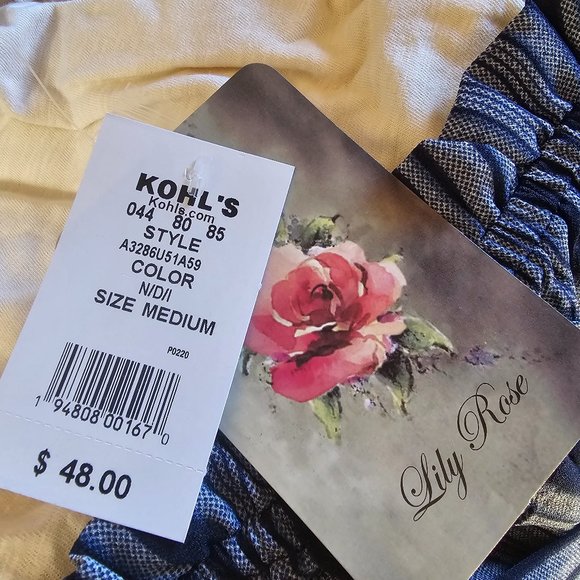 KOHL'S
Kohls.com
044 80 85
STYLE
A3286U51A59
COLOR
N/D/I
SIZE MEDIUM
P0220
1 94808 00167 0
$ 48.00
Lily Rose